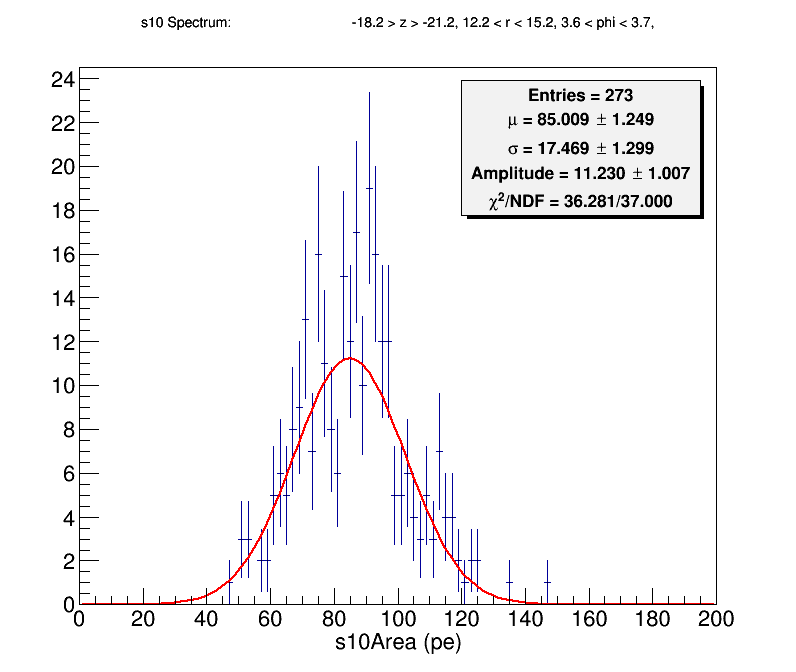 s10 Spectrum: -18.2 > z > -21.2, 12.2 < r < 15.2, 3.6 < phi < 3.7,
Entries = 273
μ = 85.009 ± 1.249
σ = 17.469 ± 1.299
Amplitude = 11.230 ± 1.007
χ²/NDF = 36.281/37.000
24
22
20
18
16
14
12
10
8
6
4
2
0
0 20 40 60 80 100 120 140 160 180 200
s10Area (pe)